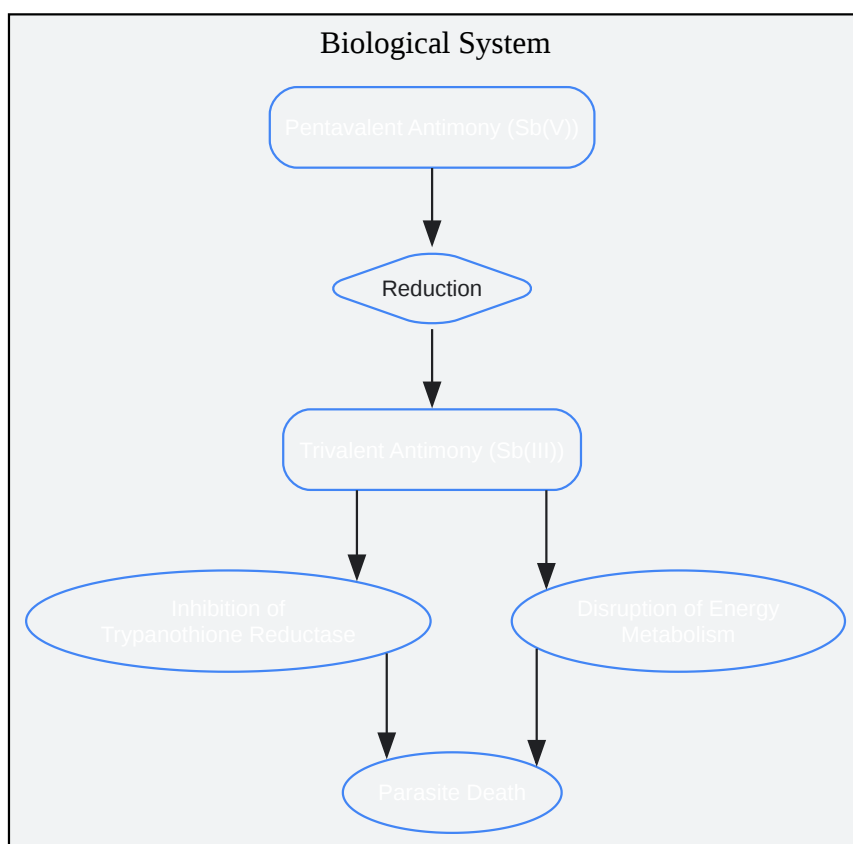 Biological System
Pentavalent Antimony (Sb(V))
Reduction
Trivalent Antimony (Sb(III))
Inhibition of
Trypanothione Reductase
Disruption of Energy
Metabolism
Parasite Death